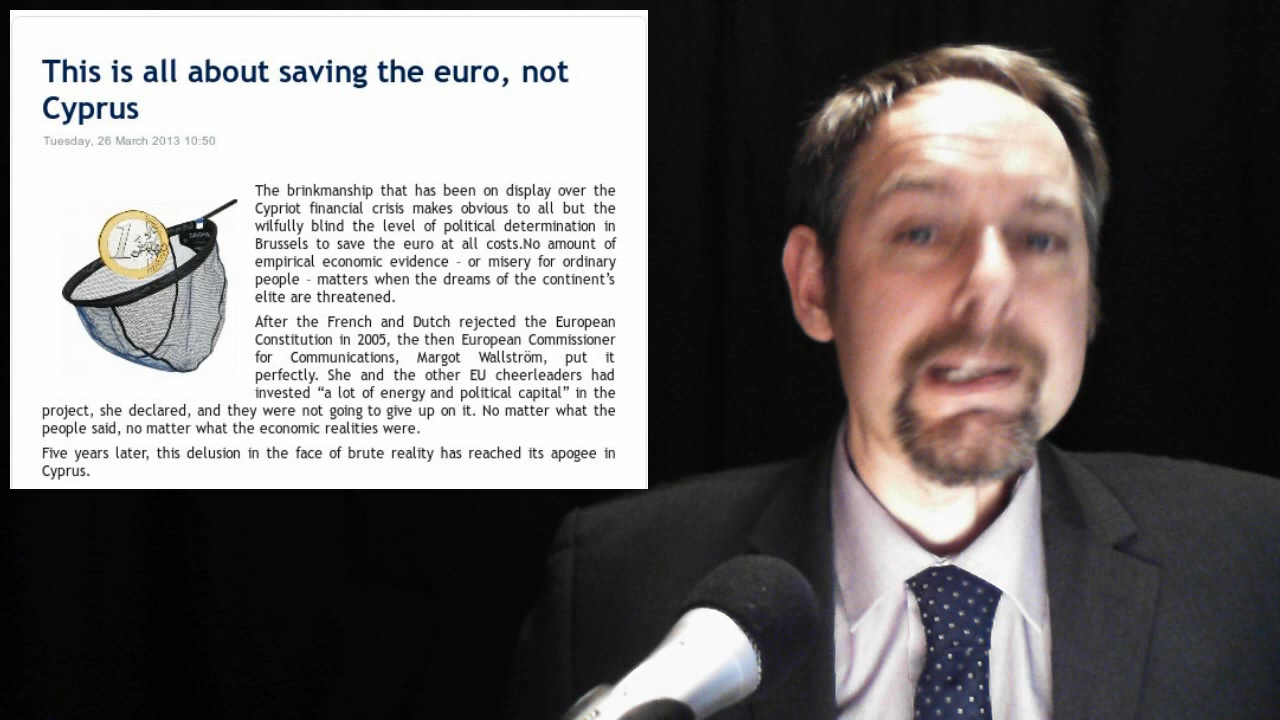 This is all about saving the euro, not
Cyprus
Tuesday, 26 March 2013 10:50
The brinkmanship that has been on display over the
Cypriot financial crisis makes obvious to all but the
wilfully blind the level of political determination in
Brussels to save the euro at all costs.No amount of
empirical economic evidence - or misery for ordinary
people - matters when the dreams of the continent's
elite are threatened.
After the French and Dutch rejected the European
Constitution in 2005, the then European Commissioner
for Communications, Margot Wallström, put it
perfectly. She and the other EU cheerleaders had
invested “a lot of energy and political capital” in the
project, she declared, and they were not going to give up on it. No matter what the
people said, no matter what the economic realities were.
Five years later, this delusion in the face of brute reality has reached its apogee in
Cyprus.